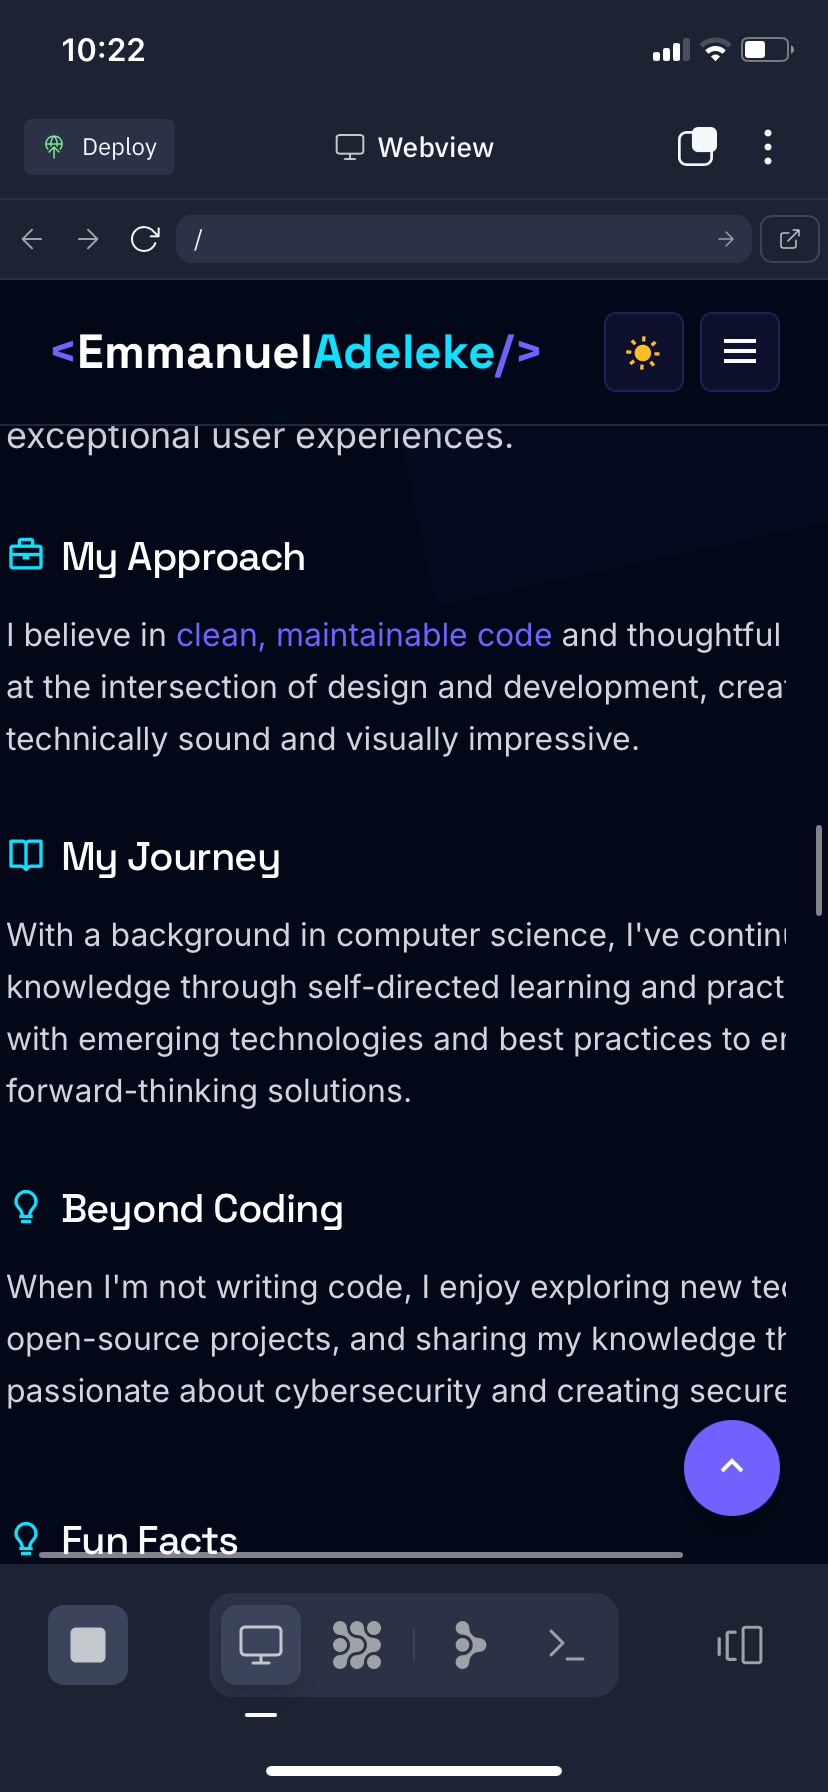 10:22
Deploy
Webview
/
<EmmanuelAdeleke/>
exceptional user experiences.
My Approach
I believe in clean, maintainable code and thoughtful
at the intersection of design and development,
technically sound and visually impressive.
My Journey
With a background in computer science, I've
knowledge through self-directed learning and
with emerging technologies and best practices to
forward-thinking solutions.
Beyond Coding
When I'm not writing code, I enjoy exploring new
open-source projects, and sharing my knowledge
passionate about cybersecurity and creating secure
Fun Facts